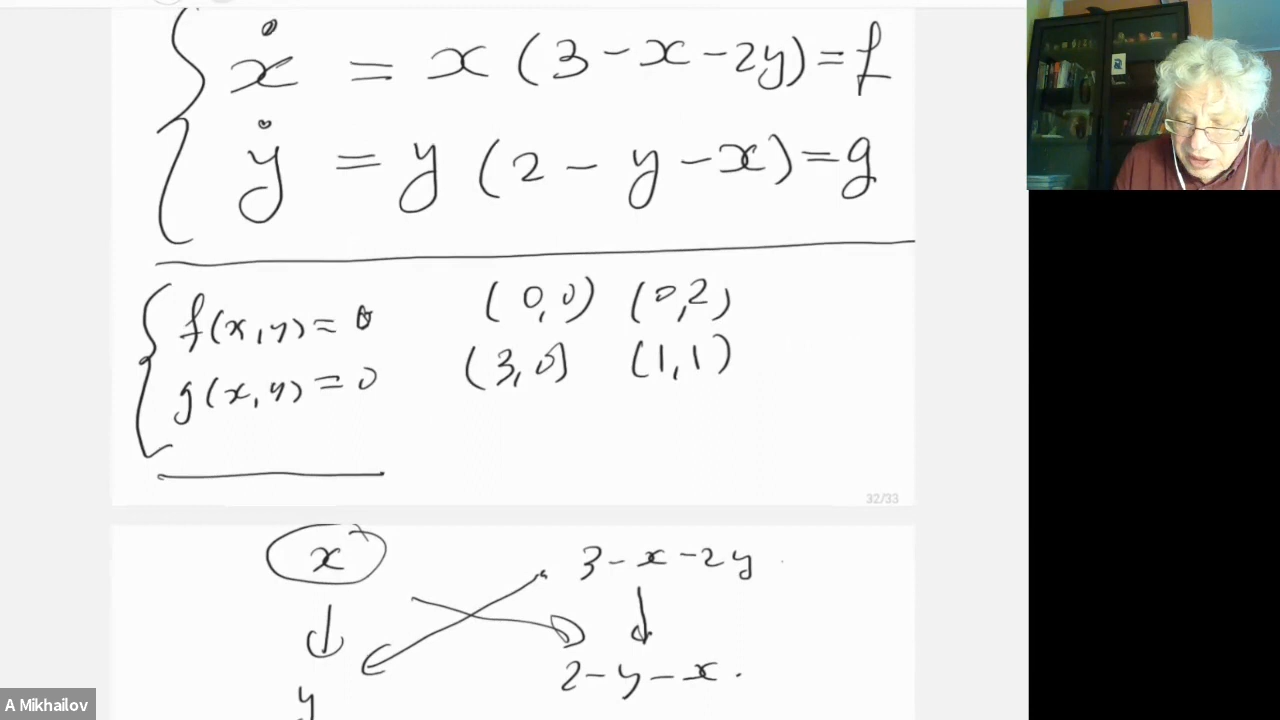 ẋ = x (3 - x - 2y) = f
ẏ = y (2 - y - x) = g
f(x,y) = 0 (0,0) (0,2)
g(x,y) = 0 (3,0) (1,1)
32/33
x 3 - x - 2y
y 2 - y - x.
A Mikhailov